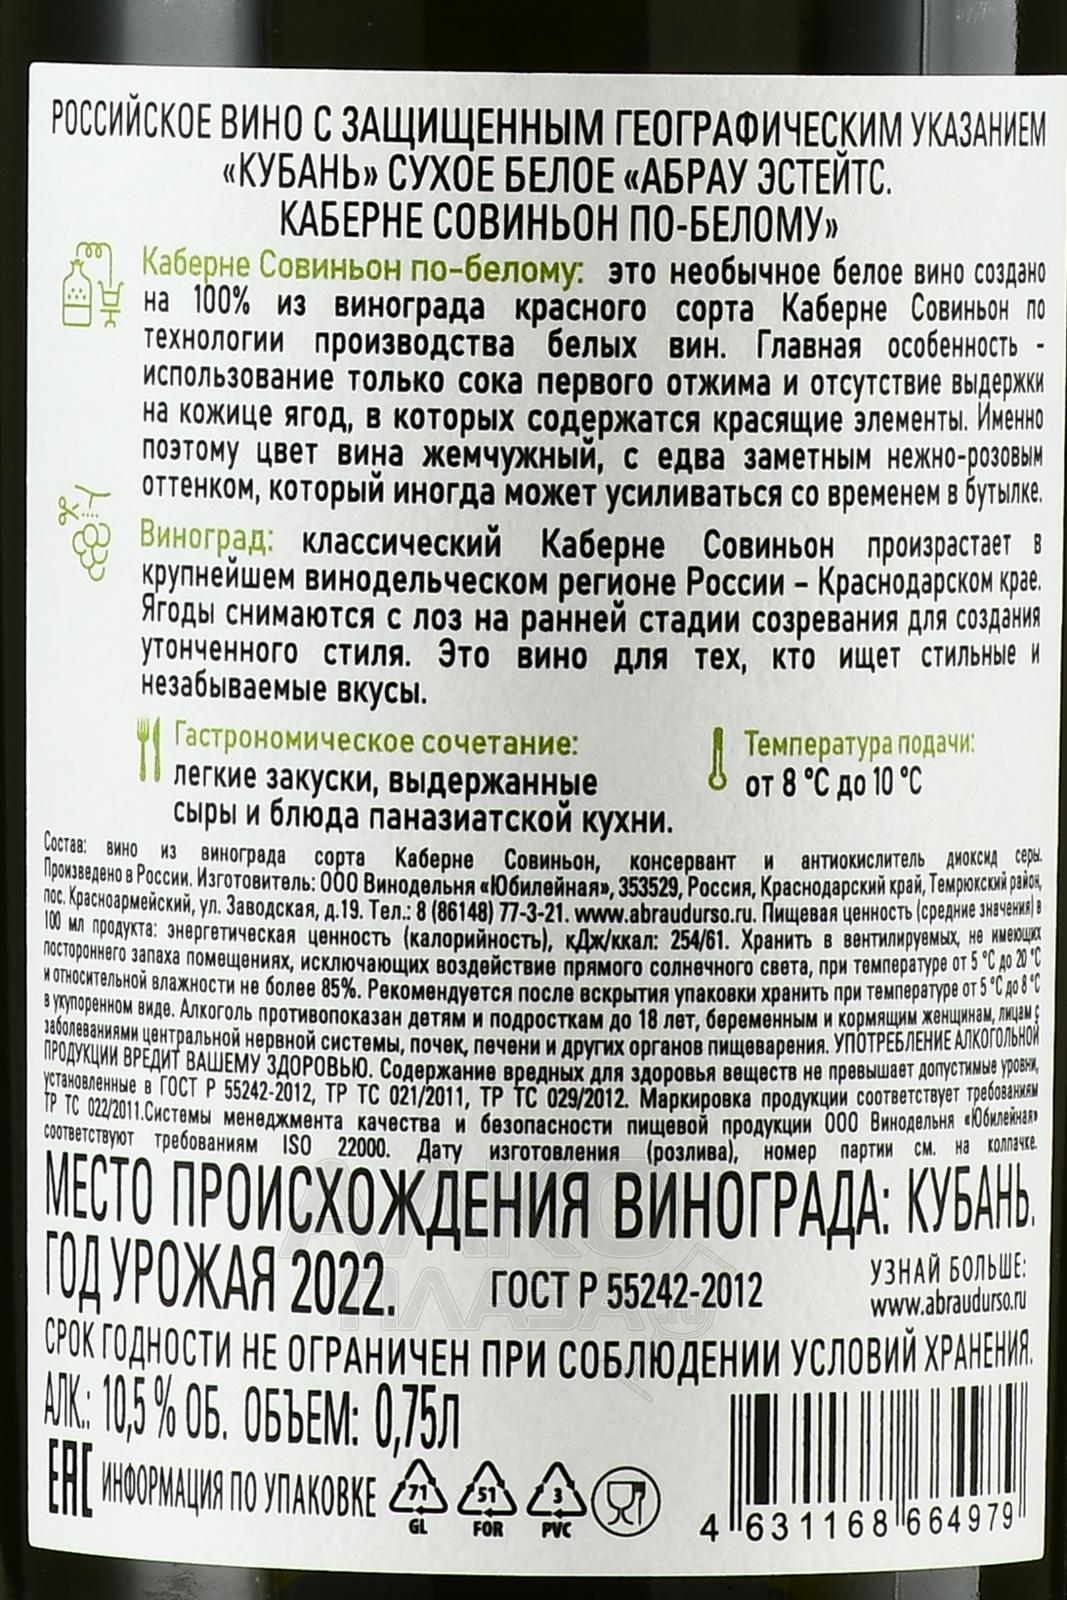 РОССИЙСКОЕ ВИНО С ЗАЩИЩЕННЫМ ГЕОГРАФИЧЕСКИМ УКАЗАНИЕМ
«КУБАНЬ» СУХОЕ БЕЛОЕ «АБРАУ ЭСТЕЙТС.
КАБЕРНЕ СОВИНЬОН ПО-БЕЛОМУ»
Каберне Совиньон по-белому: это необычное белое вино создано
на 100% из винограда красного сорта Каберне Совиньон по
технологии производства белых вин. Главная особенность -
использование только сока первого отжима и отсутствие выдержки
на кожице ягод, в которых содержатся красящие элементы. Именно
поэтому цвет вина жемчужный, с едва заметным нежно-розовым
оттенком, который иногда может усиливаться со временем в бутылке.
Виноград: классический Каберне Совиньон произрастает в
крупнейшем винодельческом регионе России – Краснодарском крае.
Ягоды снимаются с лоз на ранней стадии созревания для создания
утонченного стиля. Это вино для тех, кто ищет стильные и
незабываемые вкусы.
Гастрономическое сочетание:
легкие закуски, выдержанные
сыры и блюда паназиатской кухни.
Температура подачи:
от 8 °C до 10 °C
Состав: вино из винограда сорта Каберне Совиньон, консервант и антиокислитель диоксид серы.
Произведено в России. Изготовитель: ООО Винодельня «Юбилейная», 353529, Россия, Краснодарский край, Темрюкский район,
пос. Красноармейский, ул. Заводская, д.19. Тел.: 8 (86148) 77-3-21. www.abraudurso.ru. Пищевая ценность (средние значения) в
100 мл продукта: энергетическая ценность (калорийность), кДж/ккал: 254/61. Хранить в вентилируемых, не имеющих
постороннего запаха помещениях, исключающих воздействие прямого солнечного света, при температуре от 5 °C до 20 °C
и относительной влажности не более 85%. Рекомендуется после вскрытия упаковки хранить при температуре от 5 °C до 8 °C
в укупоренном виде. Алкоголь противопоказан детям и подросткам до 18 лет, беременным и кормящим женщинам, лицам с
заболеваниями центральной нервной системы, почек, печени и других органов пищеварения. УПОТРЕБЛЕНИЕ АЛКОГОЛЬНОЙ
ПРОДУКЦИИ ВРЕДИТ ВАШЕМУ ЗДОРОВЬЮ. Содержание вредных для здоровья веществ не превышает допустимые уровни,
установленные в ГОСТ Р 55242-2012, ТР ТС 021/2011, ТР ТС 029/2012. Маркировка продукции соответствует требованиям
ТР ТС 022/2011.Системы менеджмента качества и безопасности пищевой продукции ООО Винодельня «Юбилейная»
соответствуют требованиям ISO 22000. Дату изготовления (розлива), номер партии см. на колпачке.
МЕСТО ПРОИСХОЖДЕНИЯ ВИНОГРАДА: КУБАНЬ.
ГОД УРОЖАЯ 2022.
ГОСТ Р 55242-2012
УЗНАЙ БОЛЬШЕ:
www.abraudurso.ru
АЛКО
ПЛАЗА.ru
СРОК ГОДНОСТИ НЕ ОГРАНИЧЕН ПРИ СОБЛЮДЕНИИ УСЛОВИЙ ХРАНЕНИЯ.
АЛК.: 10,5 % ОБ. ОБЪЕМ: 0,75Л
EAC ИНФОРМАЦИЯ ПО УПАКОВКЕ
71 51 3
GL FOR PVC
4 631168 664979